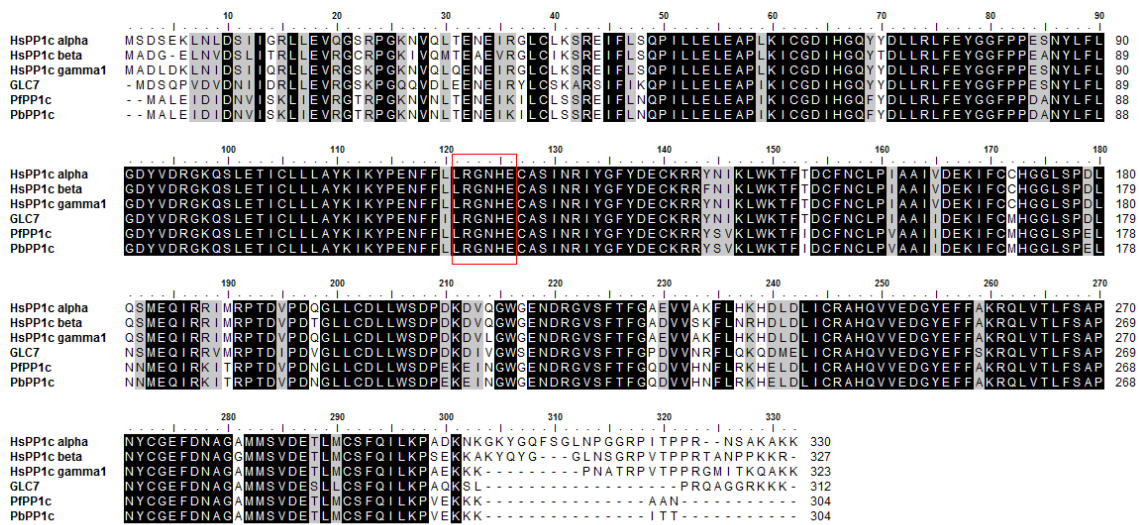 10 20 30 40 50 60 70 80 90
HsPP1c alpha MSDSEKLNLDSIIGRLLEVQGSRPGKNVQLTENEIRGLCLKSREIFLSQPILLELEAPLKICGDIHGQYYDLLRLFEYGGFPPESNYLFL 90
HsPP1c beta MADG-ELNVDSLITRLLEVRGCRPGKIVQMTEAEVRGLCIKSREIFLSQPILLELEAPLKICGDIHGQYTDLLRLFEYGGFPPEANYLFL 89
HsPP1c gamma1 MADLDKLNIDSIIQRLLEVRGSKPGKNVQLQENEIRGLCLKSREIFLSQPILLELEAPLKICGDIHGQYYDLLRLFEYGGFPPESNYLFL 90
GLC7 -MDSQPVDVDNIIDRLLEVRGSKPGQQVDLEENEIRYLCSKARSIFIKQPILLELEAPIKICGDIHGQYYDLLRLFEYGGFPPESNYLFL 89
PfPP1c --MALEIDIDNVISKLIEVRGTRPGKNVNLTENEIKILCLSSREIFLNQPILLELEAPIKICGDIHGQFYDLLRLFEYGGFPPDANYLFL 88
PbPP1c --MALEIDIDNVISKLIEVRGTRPGKNVNLTENEIKILCLSSREIFLNQPILLELEAPIKICGDIHGQFYDLLRLFEYGGFPPDANYLFL 88
100 110 120 130 140 150 160 170 180
HsPP1c alpha GDYVDRGKQSLETICLLLAYKIKYPENFFLLRGNHECASINRIYGFYDECKRRYNIKLWKTFTDCFNCLPIAAIVDEKIFCCHGGLSPDL 180
HsPP1c beta GDYVDRGKQSLETICLLLAYKIKYPENFFLLRGNHECASINRIYGFYDECKRRFNIKLWKTFTDCFNCLPIAAIVDEKIFCCHGGLSPDL 179
HsPP1c gamma1 GDYVDRGKQSLETICLLLAYKIKYPENFFLLRGNHECASINRIYGFYDECKRRYNIKLWKTFTDCFNCLPIAAIVDEKIFCCHGGLSPDL 180
GLC7 GDYVDRGKQSLETICLLLAYKIKYPENFFILRGNHECASINRIYGFYDECKRRYNIKLWKTFTDCFNCLPIAAIIDEKIFCMHGGLSPDL 179
PfPP1c GDYVDRGKQSLETICLLLAYKIKYPENFFLLRGNHECASINRIYGFYDECKRRYSVKLWKTFIDCFNCLPVAAIIDEKIFCMHGGLSPEL 178
PbPP1c GDYVDRGKQSLETICLLLAYKIKYPENFFLLRGNHECASINRIYGFYDECKRRYSVKLWKTFIDCFNCLPVAAIIDEKIFCMHGGLSPEL 178
190 200 210 220 230 240 250 260 270
HsPP1c alpha QSMEQIRRIMRPTDVPDQGLLCDLLWSDPDKDVQGWGENDRGVSFTFGAEVVAKFLHKHDLDLICRAHQVVEDGYEFFAKRQLVTLFSAP 270
HsPP1c beta QSMEQIRRIMRPTDVPDTGLLCDLLWSDPDKDVQGWGENDRGVSFTFGADVVSKFLNRHDLDLICRAHQVVEDGYEFFAKRQLVTLFSAP 269
HsPP1c gamma1 QSMEQIRRIMRPTDVPDQGLLCDLLWSDPDKDVLGWGENDRGVSFTFGAEVVAKFLHKHDLDLICRAHQVVEDGYEFFAKRQLVTLFSAP 270
GLC7 NSMEQIRRVMRPTDIPDVGLLCDLLWSDPDKDIVGWSENDRGVSFTFGPDVVNRFLQKQDMELICRAHQVVEDGYEFFSKRQLVTLFSAP 269
PfPP1c NNMEQIRKITRPTDVPDNGLLCDLLWSDPEKEINGWGENDRGVSFTFGQDVVHNFLRKHELDLICRAHQVVEDGYEFFAKRQLVTLFSAP 268
PbPP1c NNMEQIRKITRPTDVPDNGLLCDLLWSDPEKEINGWGENDRGVSFTFGQDVVHNFLRKHELDLICRAHQVVEDGYEFFAKRQLVTLFSAP 268
280 290 300 310 320 330
HsPP1c alpha NYCGEFDNAGAMMSVDETLMCSFQILKPADKNKGKYGQFSGLNPGGRPITPPR--NSAKAKK 330
HsPP1c beta NYCGEFDNAGGMMSVDETLMCSFQILKPSEKKAKYQYG---GLNSGRPVTPPRTANPPKKR- 327
HsPP1c gamma1 NYCGEFDNAGAMMSVDETLMCSFQILKPAEKKK---------PNATRPVTPPRGMITKQAKK 323
GLC7 NYCGEFDNAGAMMSVDESLLCSFQILKPAQKSL---------------PRQAGGRKKK---- 312
PfPP1c NYCGEFDNAGAMMSVDETLMCSFQILKPVEKKK------------AAN-------------- 304
PbPP1c NYCGEFDNAGAMMSVDETLMCSFQILKPVEKKK------------ITT-------------- 304